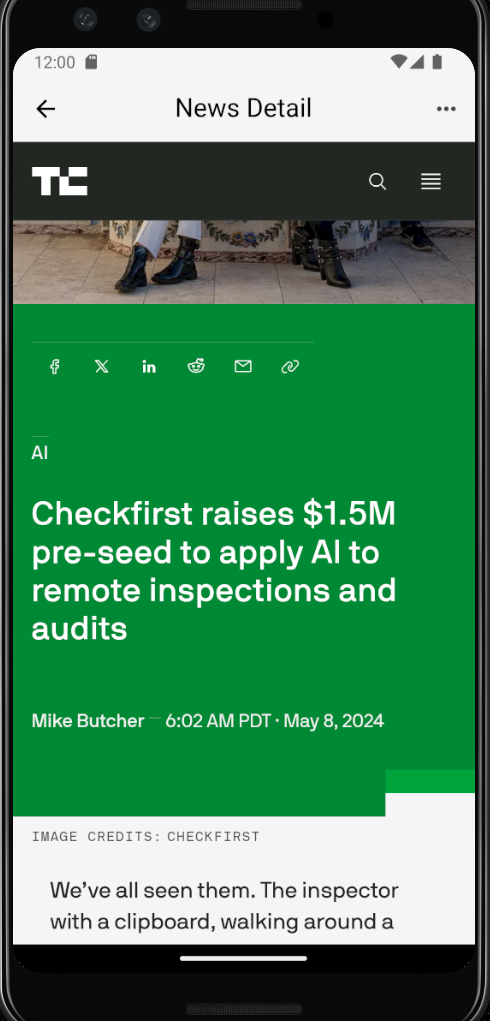 12:00
News Detail
TC
AI
Checkfirst raises $1.5M
pre-seed to apply AI to
remote inspections and
audits
Mike Butcher — 6:02 AM PDT · May 8, 2024
IMAGE CREDITS: CHECKFIRST
We’ve all seen them. The inspector
with a clipboard, walking around a